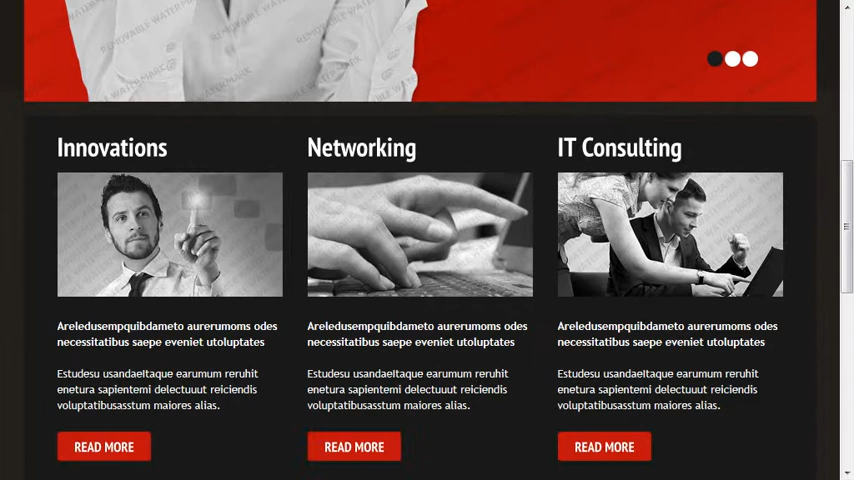 Innovations
Networking
IT Consulting
Areledusempquibdameto aurerumoms odes
necessitatibus saepe eveniet utoluptates
Estudesu usandaeltaque earumum reruhit
enetura sapientemi delectuuut reiciendis
voluptatibusasstum maiores alias.
READ MORE
Areledusempquibdameto aurerumoms odes
necessitatibus saepe eveniet utoluptates
Estudesu usandaeltaque earumum reruhit
enetura sapientemi delectuuut reiciendis
voluptatibusasstum maiores alias.
READ MORE
Areledusempquibdameto aurerumoms odes
necessitatibus saepe eveniet utoluptates
Estudesu usandaeltaque earumum reruhit
enetura sapientemi delectuuut reiciendis
voluptatibusasstum maiores alias.
READ MORE
REMOVABLE WATERMARK